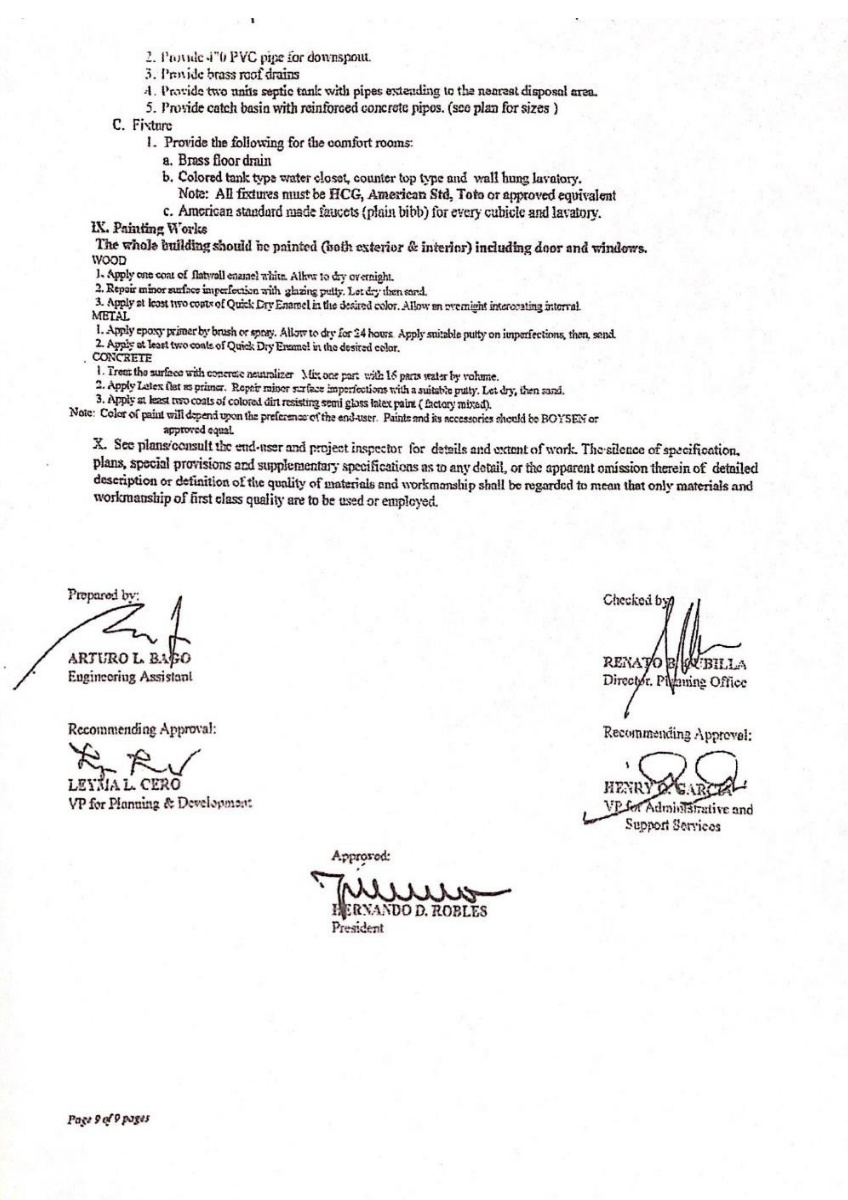 2. Provide 4"0 PVC pipe for downspout.
3. Provide brass roof drains
4. Provide two units septic tank with pipes extending to the nearest disposal area.
5. Provide catch basin with reinforced concrete pipes. (see plan for sizes )
C. Fixture
1. Provide the following for the comfort rooms:
a. Brass floor drain
b. Colored tank type water closet, counter top type and wall hung lavatory.
Note: All fixtures must be HCG, American Std, Toto or approved equivalent
c. American standard made faucets (plain bibb) for every cubicle and lavatory.
IX. Painting Works
The whole building should be painted (both exterior & interior) including door and windows.
WOOD
1. Apply one coat of flatwall enamel white. Allow to dry overnight.
2. Repair minor surface imperfection with glazing putty. Let dry then sand.
3. Apply at least two coats of Quick Dry Enamel in the desired color. Allow an overnight intercoating interval.
METAL
1. Apply epoxy primer by brush or spray. Allow to dry for 24 hours. Apply suitable putty on imperfections, then, sand.
2. Apply at least two coats of Quick Dry Enamel in the desired color.
CONCRETE
1. Treat the surface with concrete neutralizer Mix one part with 16 parts water by volume.
2. Apply Latex flat as primer. Repair minor surface imperfections with a suitable putty. Let dry, then sand.
3. Apply at least two coats of colored dirt resisting semi gloss latex paint ( factory mixed).
Note: Color of paint will depend upon the preference of the end-user. Paints and its accessories should be BOYSEN or
approved equal.
X. See plans/consult the end-user and project inspector for details and extent of work. The silence of specification,
plans, special provisions and supplementary specifications as to any detail, or the apparent omission therein of detailed
description or definition of the quality of materials and workmanship shall be regarded to mean that only materials and
workmanship of first class quality are to be used or employed.
Prepared by:
Checked by
ARTURO L. BAGO
RENATO B.
Engineering Assistant
Director, Planning Office
Recommending Approval:
Recommending Approval:
LEYMA L. CERO
HENRY O. GARCIA
VP for Planning & Development
VP for Administrative and
Support Services
Approved:
HERNANDO D. ROBLES
President
Page 9 of 9 pages